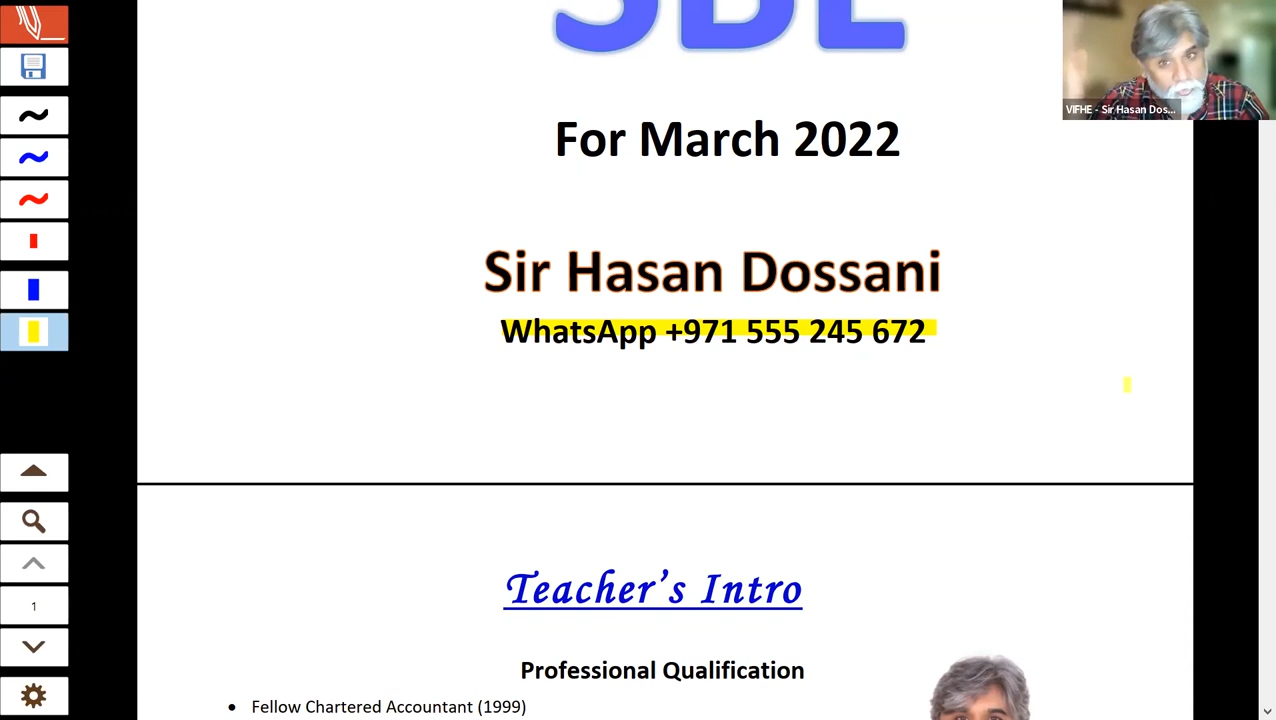 SBL
VIFHE - Sir Hasan Dos...
For March 2022
Sir Hasan Dossani
WhatsApp +971 555 245 672
1
Teacher's Intro
Professional Qualification
• Fellow Chartered Accountant (1999)